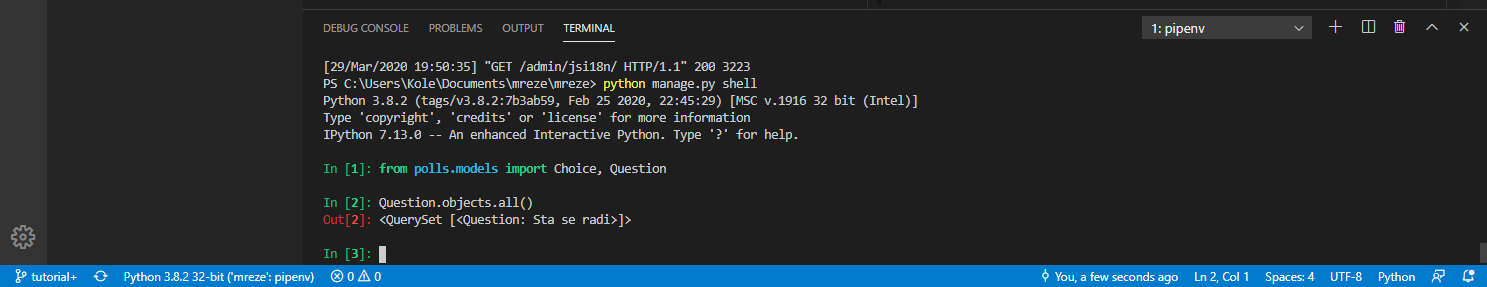 DEBUG CONSOLE PROBLEMS OUTPUT TERMINAL 1: pipenv
[29/Mar/2020 19:50:35] "GET /admin/jsi18n/ HTTP/1.1" 200 3223
PS C:\Users\Kole\Documents\mreze\mreze> python manage.py shell
Python 3.8.2 (tags/v3.8.2:7b3ab59, Feb 25 2020, 22:45:29) [MSC v.1916 32 bit (Intel)]
Type 'copyright', 'credits' or 'license' for more information
IPython 7.13.0 -- An enhanced Interactive Python. Type '?' for help.
In [1]: from polls.models import Choice, Question
In [2]: Question.objects.all()
Out[2]: <QuerySet [<Question: Sta se radi>]>
In [3]:
tutorial+ Python 3.8.2 32-bit ('mreze': pipenv) 0 0 You, a few seconds ago Ln 2, Col 1 Spaces: 4 UTF-8 Python